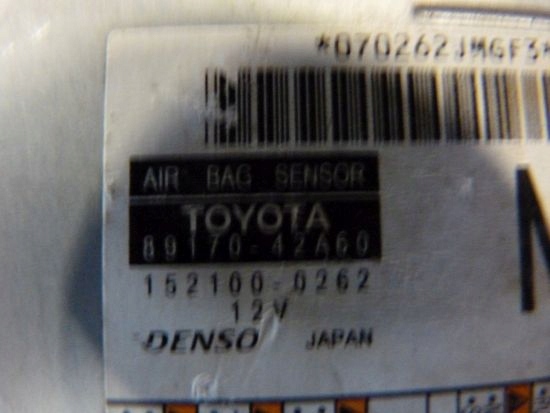 *070262JMGF3*
AIR BAG SENSOR
TOYOTA
89170-42A60
152100-0262
12V
DENSO JAPAN
N